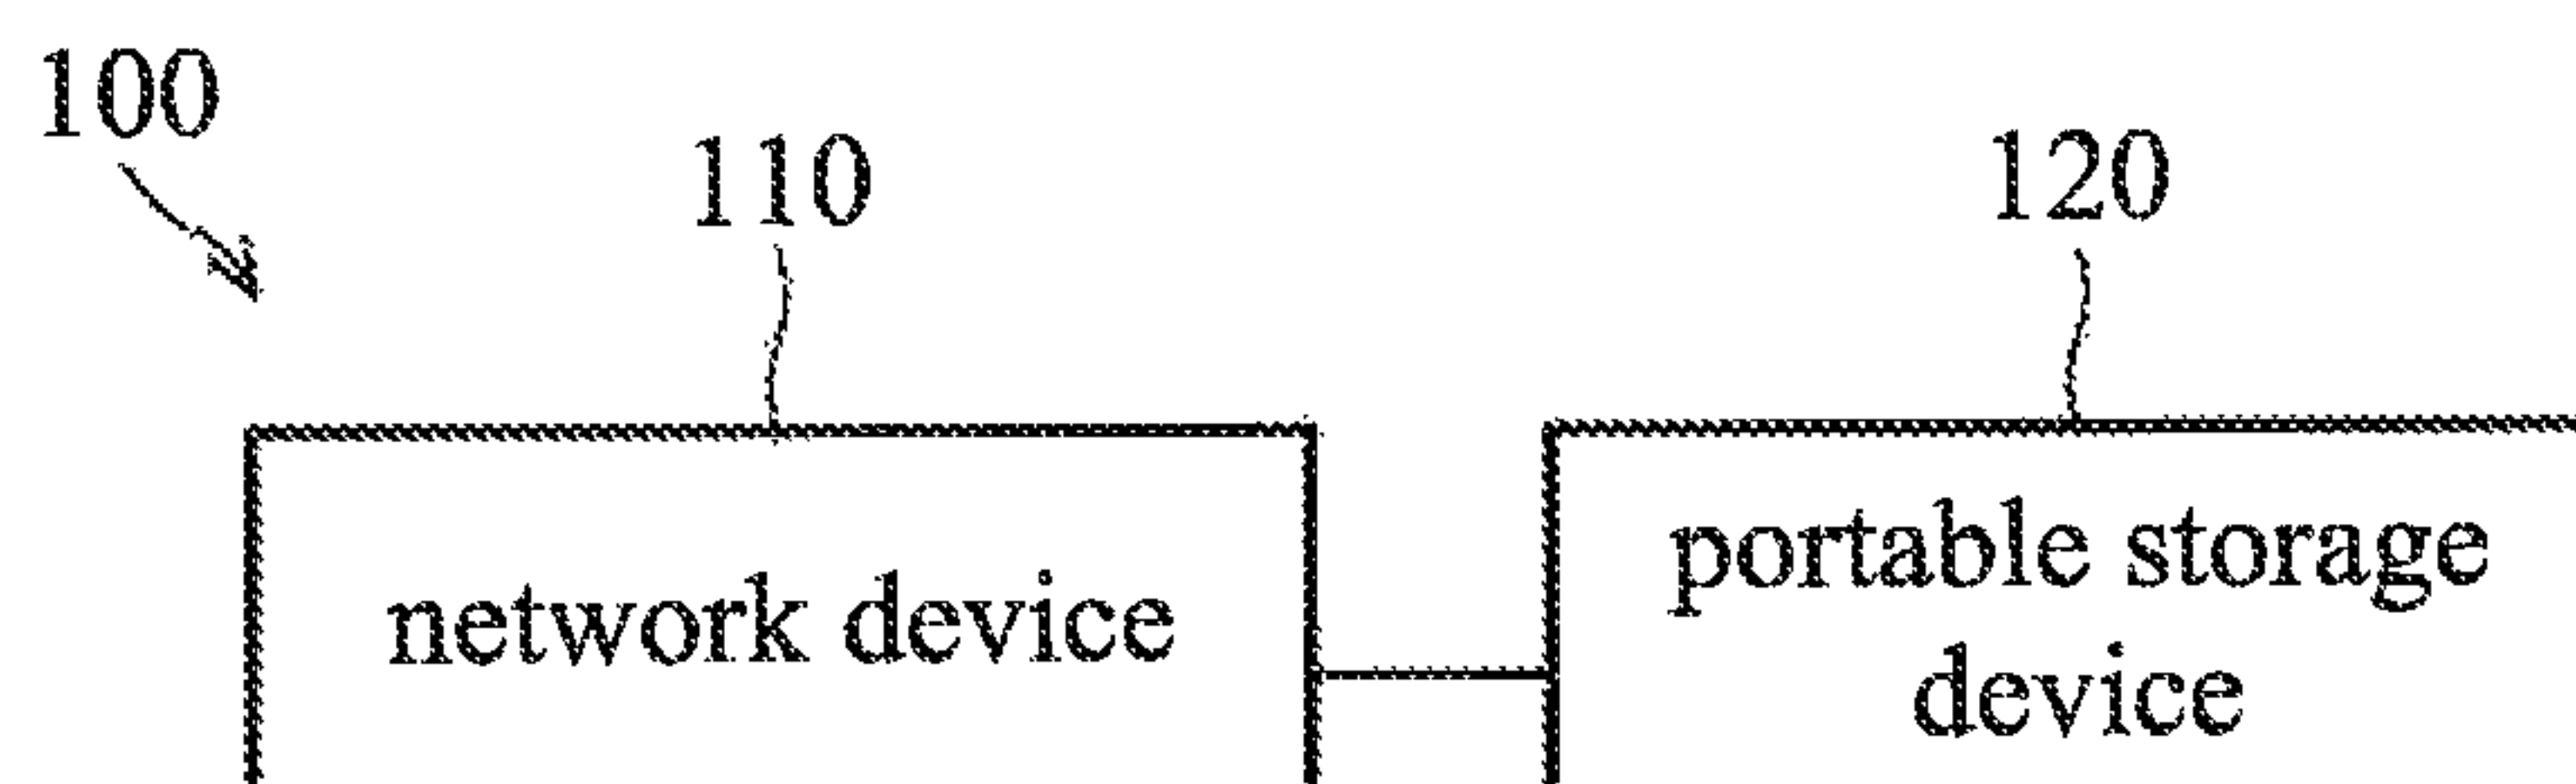 100
110
120
network device
portable storage
device